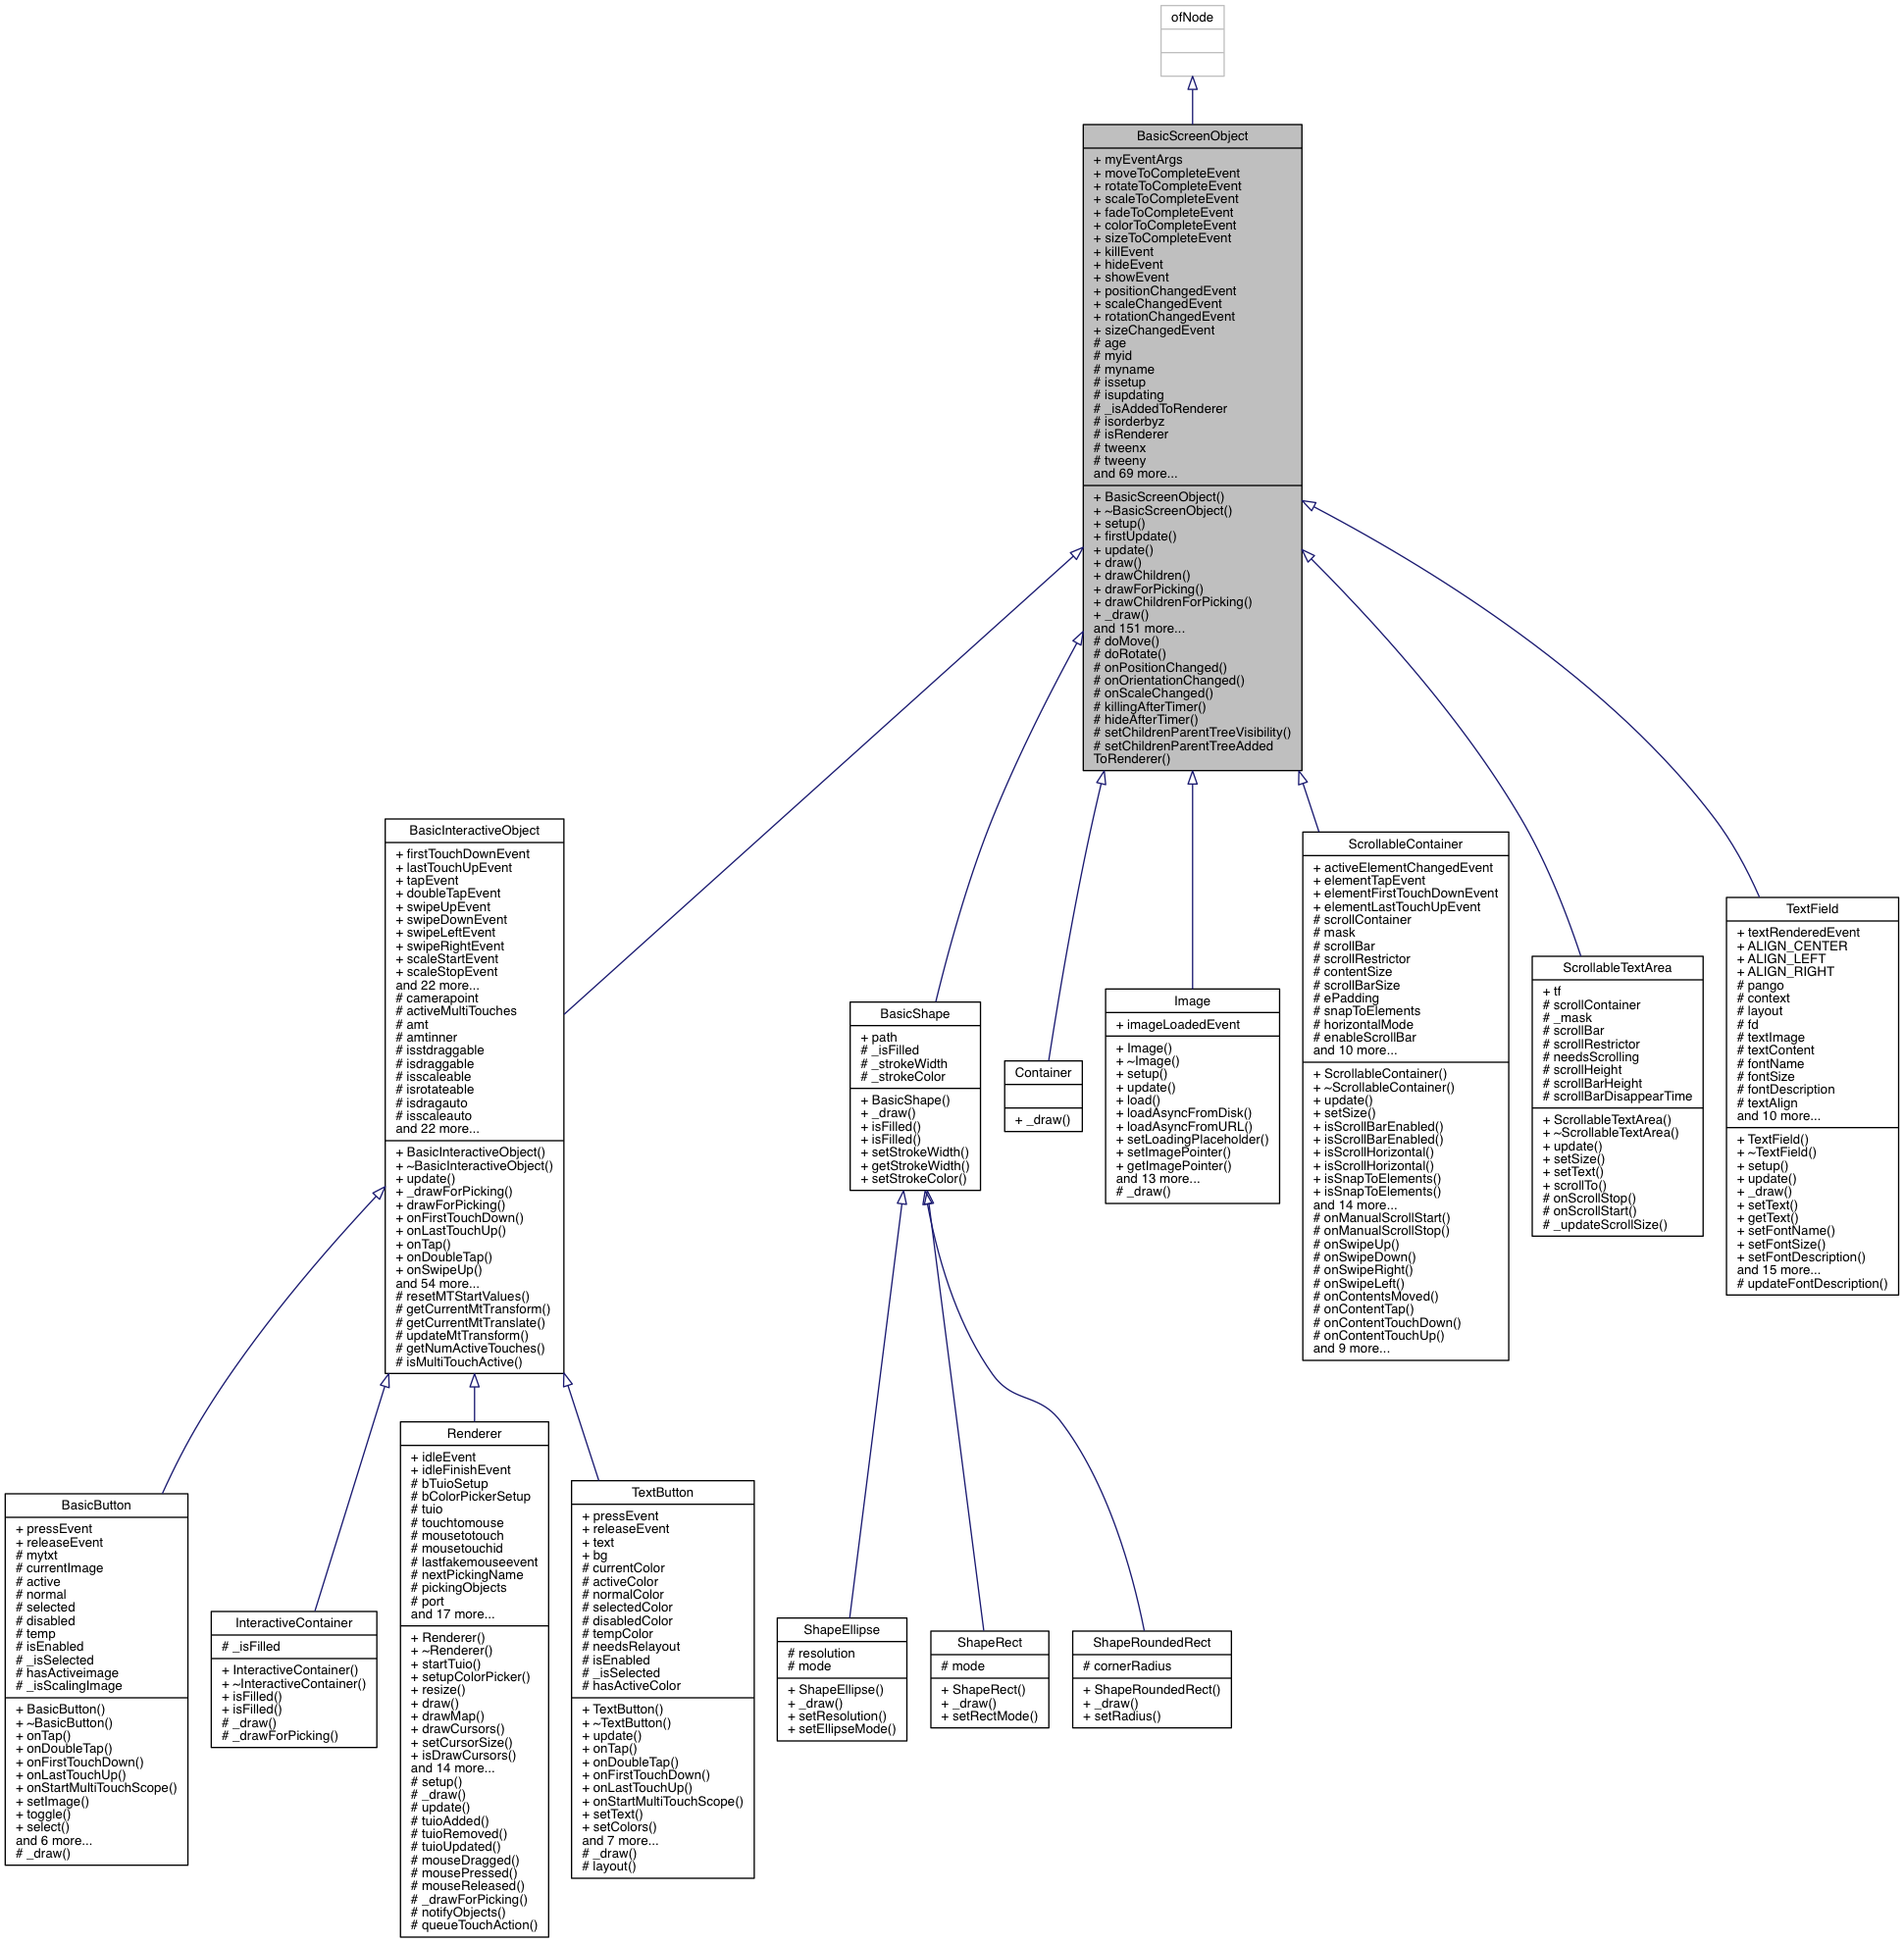 ofNode
BasicScreenObject
+ myEventArgs
+ moveToCompleteEvent
+ rotateToCompleteEvent
+ scaleToCompleteEvent
+ fadeToCompleteEvent
+ colorToCompleteEvent
+ sizeToCompleteEvent
+ killEvent
+ hideEvent
+ showEvent
+ positionChangedEvent
+ scaleChangedEvent
+ rotationChangedEvent
+ sizeChangedEvent
# age
# myid
# myname
# issetup
# isupdating
# _isAddedToRenderer
# isorderbyz
# isRenderer
# tweenx
# tweeny
and 69 more...
+ BasicScreenObject()
+ ~BasicScreenObject()
+ setup()
+ firstUpdate()
+ update()
+ draw()
+ drawChildren()
+ drawForPicking()
+ drawChildrenForPicking()
+ _draw()
and 151 more...
# doMove()
# doRotate()
# onPositionChanged()
# onOrientationChanged()
# onScaleChanged()
# killingAfterTimer()
# hideAfterTimer()
# setChildrenParentTreeVisibility()
# setChildrenParentTreeAdded
ToRenderer()
BasicInteractiveObject
+ firstTouchDownEvent
+ lastTouchUpEvent
+ tapEvent
+ doubleTapEvent
+ swipeUpEvent
+ swipeDownEvent
+ swipeLeftEvent
+ swipeRightEvent
+ scaleStartEvent
+ scaleStopEvent
and 22 more...
# camerapoint
# activeMultiTouches
# amt
# amtinner
# isstdraggable
# isdraggable
# isscaleable
# isrotateable
# isdragauto
# isscaleauto
and 22 more...
+ BasicInteractiveObject()
+ ~BasicInteractiveObject()
+ update()
+ _drawForPicking()
+ drawForPicking()
+ onFirstTouchDown()
+ onLastTouchUp()
+ onTap()
+ onDoubleTap()
+ onSwipeUp()
and 54 more...
# resetMTStartValues()
# getCurrentMtTransform()
# getCurrentMtTranslate()
# updateMtTransform()
# getNumActiveTouches()
# isMultiTouchActive()
BasicShape
+ path
# _isFilled
# _strokeWidth
# _strokeColor
+ BasicShape()
+ _draw()
+ isFilled()
+ isFilled()
+ setStrokeWidth()
+ getStrokeWidth()
+ setStrokeColor()
Container
+ _draw()
Image
+ imageLoadedEvent
+ Image()
+ ~Image()
+ setup()
+ update()
+ load()
+ loadAsyncFromDisk()
+ loadAsyncFromURL()
+ setLoadingPlaceholder()
+ setImagePointer()
+ getImagePointer()
and 13 more...
# _draw()
ScrollableContainer
+ activeElementChangedEvent
+ elementTapEvent
+ elementFirstTouchDownEvent
+ elementLastTouchUpEvent
# scrollContainer
# mask
# scrollBar
# scrollRestrictor
# contentSize
# scrollBarSize
# ePadding
# snapToElements
# horizontalMode
# enableScrollBar
and 10 more...
+ ScrollableContainer()
+ ~ScrollableContainer()
+ update()
+ setSize()
+ isScrollBarEnabled()
+ isScrollBarEnabled()
+ isScrollHorizontal()
+ isScrollHorizontal()
+ isSnapToElements()
+ isSnapToElements()
and 14 more...
# onManualScrollStart()
# onManualScrollStop()
# onSwipeUp()
# onSwipeDown()
# onSwipeRight()
# onSwipeLeft()
# onContentsMoved()
# onContentTap()
# onContentTouchDown()
# onContentTouchUp()
and 9 more...
ScrollableTextArea
+ tf
# scrollContainer
# _mask
# scrollBar
# scrollRestrictor
# needsScrolling
# scrollHeight
# scrollBarHeight
# scrollBarDisappearTime
+ ScrollableTextArea()
+ ~ScrollableTextArea()
+ update()
+ setSize()
+ setText()
+ scrollTo()
# onScrollStop()
# onScrollStart()
# _updateScrollSize()
TextField
+ textRenderedEvent
+ ALIGN_CENTER
+ ALIGN_LEFT
+ ALIGN_RIGHT
# pango
# context
# layout
# fd
# textImage
# textContent
# fontName
# fontSize
# fontDescription
# textAlign
and 10 more...
+ TextField()
+ ~TextField()
+ setup()
+ update()
+ _draw()
+ setText()
+ getText()
+ setFontName()
+ setFontSize()
+ setFontDescription()
and 15 more...
# updateFontDescription()
BasicButton
+ pressEvent
+ releaseEvent
# mytxt
# currentImage
# active
# normal
# selected
# disabled
# temp
# isEnabled
# _isSelected
# hasActiveimage
# _isScalingImage
+ BasicButton()
+ ~BasicButton()
+ onTap()
+ onDoubleTap()
+ onFirstTouchDown()
+ onLastTouchUp()
+ onStartMultiTouchScope()
+ setImage()
+ toggle()
+ select()
and 6 more...
# _draw()
InteractiveContainer
# _isFilled
+ InteractiveContainer()
+ ~InteractiveContainer()
+ isFilled()
+ isFilled()
# _draw()
# _drawForPicking()
Renderer
+ idleEvent
+ idleFinishEvent
# bTuioSetup
# bColorPickerSetup
# tuio
# touchtomouse
# mousetotouch
# mousetouchid
# lastfakemouseevent
# nextPickingName
# pickingObjects
# port
and 17 more...
+ Renderer()
+ ~Renderer()
+ startTuio()
+ setupColorPicker()
+ resize()
+ draw()
+ drawMap()
+ drawCursors()
+ setCursorSize()
+ isDrawCursors()
and 14 more...
# setup()
# _draw()
# update()
# tuioAdded()
# tuioRemoved()
# tuioUpdated()
# mouseDragged()
# mousePressed()
# mouseReleased()
# _drawForPicking()
# notifyObjects()
# queueTouchAction()
TextButton
+ pressEvent
+ releaseEvent
+ text
+ bg
# currentColor
# activeColor
# normalColor
# selectedColor
# disabledColor
# tempColor
# needsRelayout
# isEnabled
# _isSelected
# hasActiveColor
+ TextButton()
+ ~TextButton()
+ update()
+ onTap()
+ onDoubleTap()
+ onFirstTouchDown()
+ onLastTouchUp()
+ onStartMultiTouchScope()
+ setText()
+ setColors()
and 7 more...
# _draw()
# layout()
ShapeEllipse
# resolution
# mode
+ ShapeEllipse()
+ _draw()
+ setResolution()
+ setEllipseMode()
ShapeRect
# mode
+ ShapeRect()
+ _draw()
+ setRectMode()
ShapeRoundedRect
# cornerRadius
+ ShapeRoundedRect()
+ _draw()
+ setRadius()